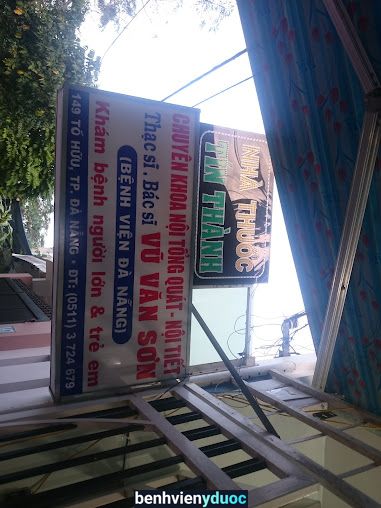 CHUYÊN KHOA NỘI TỔNG QUÁT - NỘI TIẾT
Thạc sĩ . Bác sĩ VŨ VĂN SƠN
(BỆNH VIỆN ĐÀ NẴNG)
Khám bệnh người lớn & trẻ em
149 TỐ HỮU, TP. ĐÀ NẴNG - ĐT: (0511) 3 724 679
NHÀ THUỐC
TÍN THÀNH
benhvienyduoc